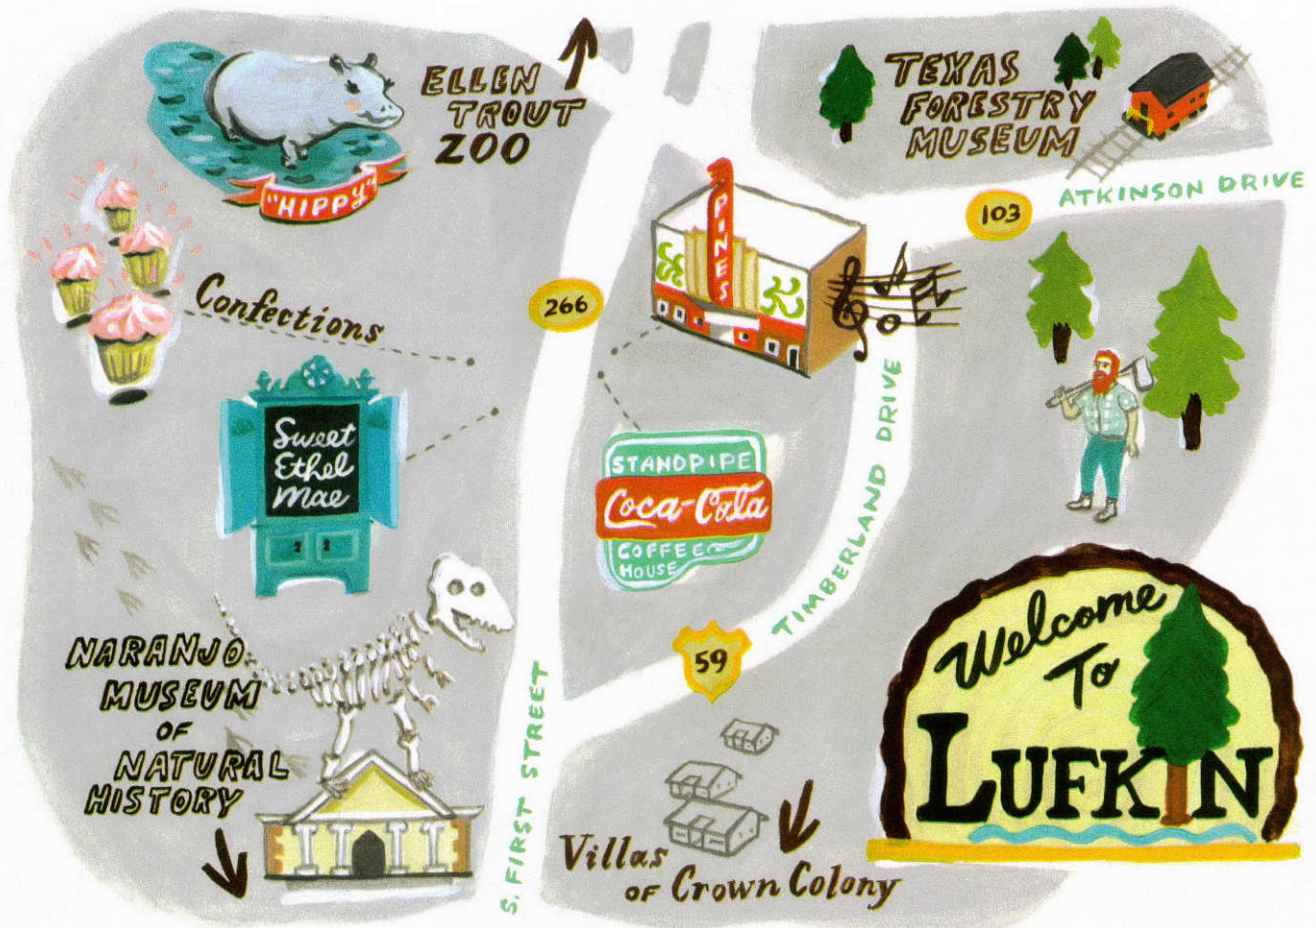 ELLEN
TROUT
ZOO
"HIPPY"
TEXAS
FORESTRY
MUSEUM
ATKINSON DRIVE
103
PINES
266
Confections
Sweet
Ethel
Mae
STANDPIPE
Coca-Cola
COFFEE
HOUSE
TIMBERLAND DRIVE
59
NARANJO
MUSEUM
OF
NATURAL
HISTORY
S. FIRST STREET
Villas
OF Crown Colony
Welcome
To
LUFKIN